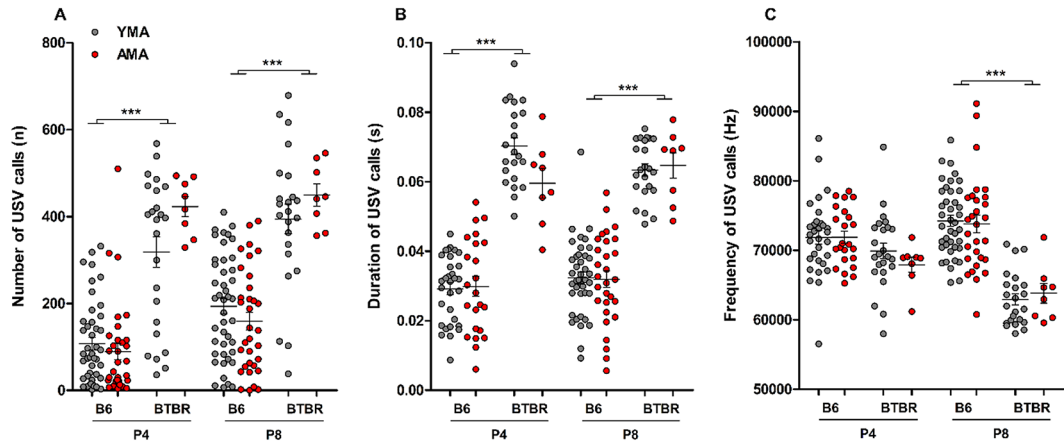 A
YMA
AMA
Number of USV calls (n)
800
600
400
200
0
***
***
B6 BTBR B6 BTBR
P4 P8
B
Duration of USV calls (s)
0.10
0.08
0.06
0.04
0.02
0.00
***
***
B6 BTBR B6 BTBR
P4 P8
C
Frequency of USV calls (Hz)
100000
90000
80000
70000
60000
50000
***
B6 BTBR B6 BTBR
P4 P8